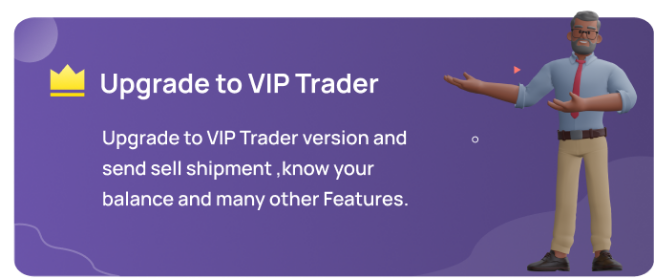 Upgrade to VIP Trader
Upgrade to VIP Trader version and
send sell shipment ,know your
balance and many other Features.